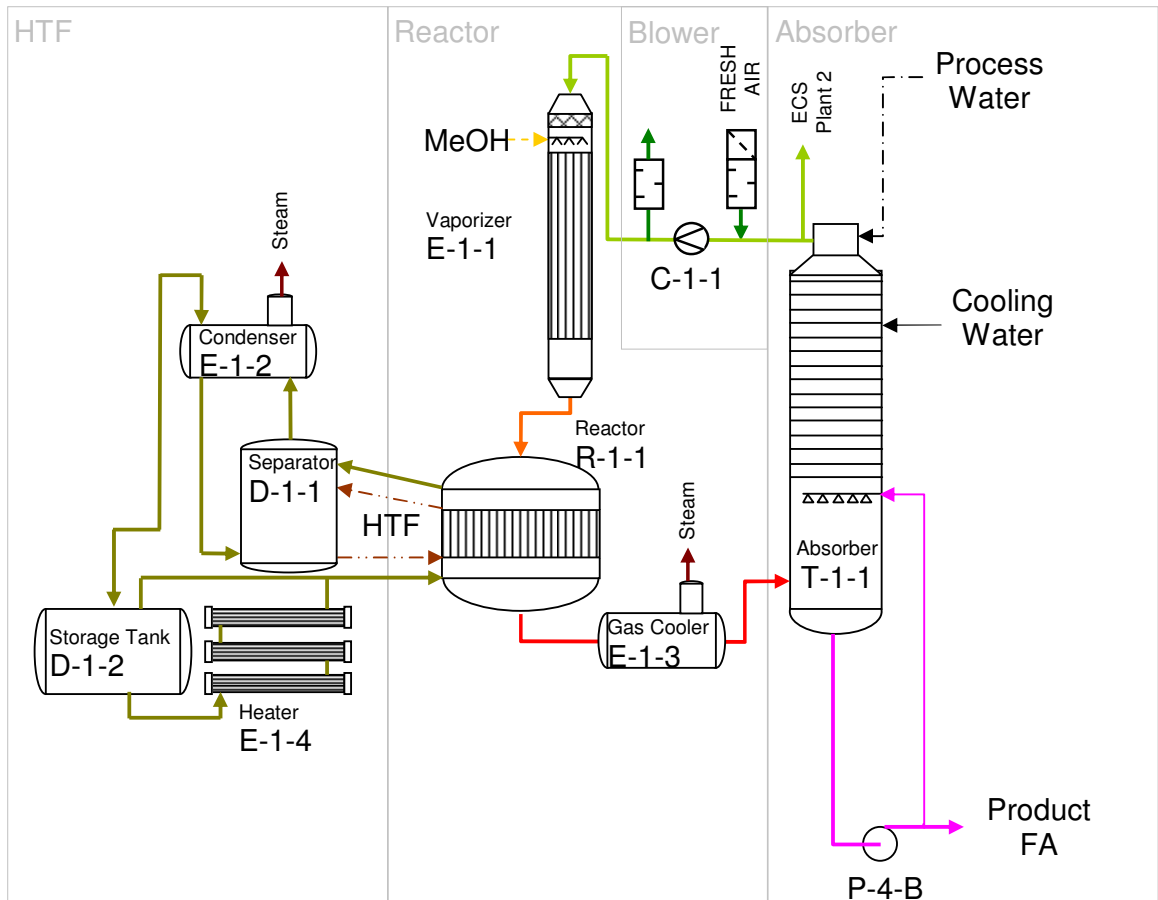 HTF
Reactor
Blower
Absorber
FRESH
AIR
ECS
Plant 2
Process
Water
MeOH
Vaporizer
E-1-1
C-1-1
Steam
Condenser
E-1-2
Cooling
Water
Reactor
R-1-1
Separator
D-1-1
HTF
Steam
Absorber
T-1-1
Storage Tank
D-1-2
Gas Cooler
E-1-3
Heater
E-1-4
Product
FA
P-4-B